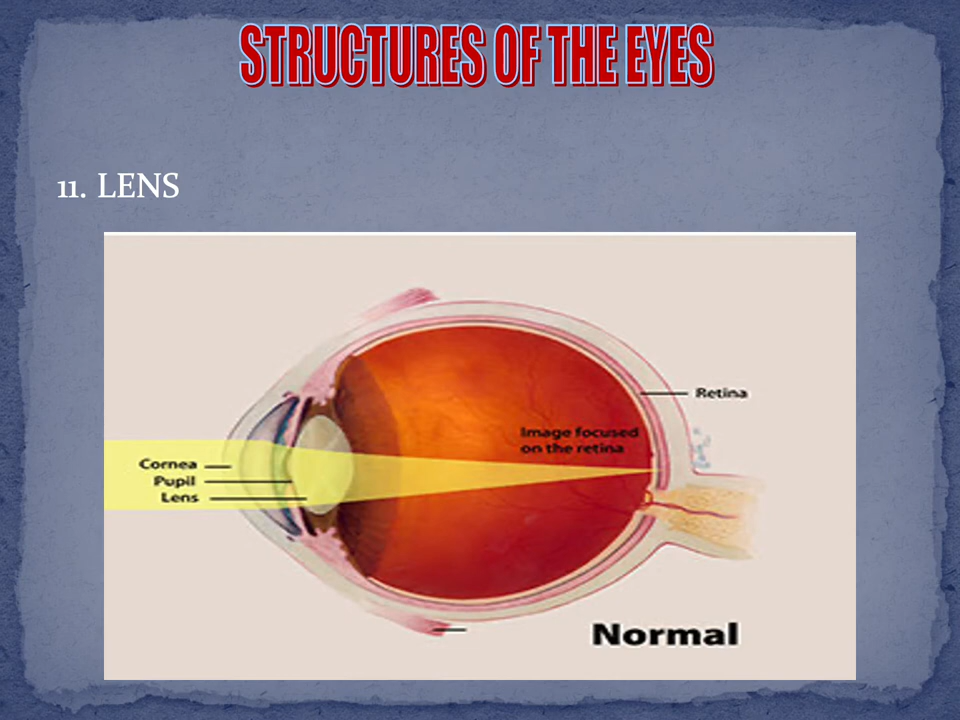 STRUCTURES OF THE EYES
11. LENS
Retina
Image focused
on the retina
Cornea
Pupil
Lens
Normal